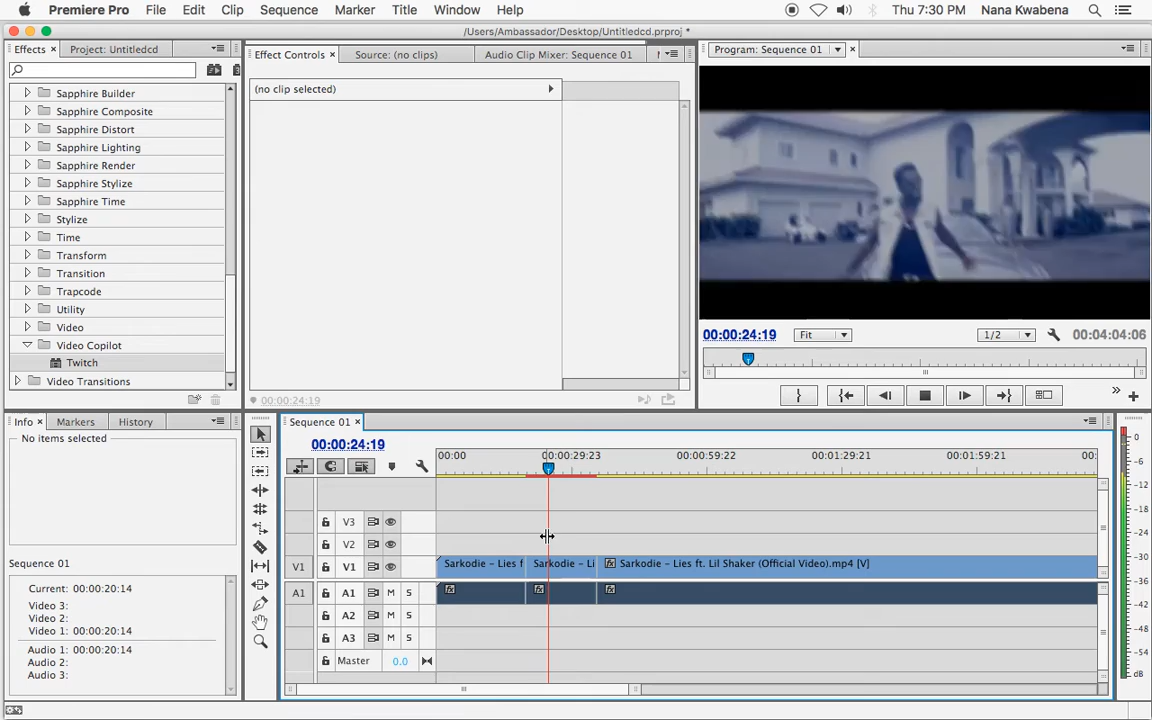 Premiere Pro File Edit Clip Sequence Marker Title Window Help Thu 7:30 PM Nana Kwabena
/Users/Ambassador/Desktop/Untitledcd.prproj *
Effects × Project: Untitledcd
Effect Controls × Source: (no clips) Audio Clip Mixer: Sequence 01
Program: Sequence 01 ×
(no clip selected)
Sapphire Builder
Sapphire Composite
Sapphire Distort
Sapphire Lighting
Sapphire Render
Sapphire Stylize
Sapphire Time
Stylize
Time
Transform
Transition
Trapcode
Utility
Video
Video Copilot
Twitch
Video Transitions
00:00:24:19
00:00:24:19 Fit 1/2 00:04:04:06
Info × Markers History
No items selected
Sequence 01
Current: 00:00:20:14
Video 3:
Video 2:
Video 1: 00:00:20:14
Audio 1: 00:00:20:14
Audio 2:
Audio 3:
Sequence 01 ×
00:00:24:19
00:00 00:00:29:23 00:00:59:22 00:01:29:21 00:01:59:21 00:
V3
V2
V1 V1 Sarkodie – Lies f Sarkodie – Li Sarkodie – Lies ft. Lil Shaker (Official Video).mp4 [V]
A1 A1 M S
A2 M S
A3 M S
Master 0.0
0
-6
-12
-18
-24
-30
-36
-42
-48
-54
dB